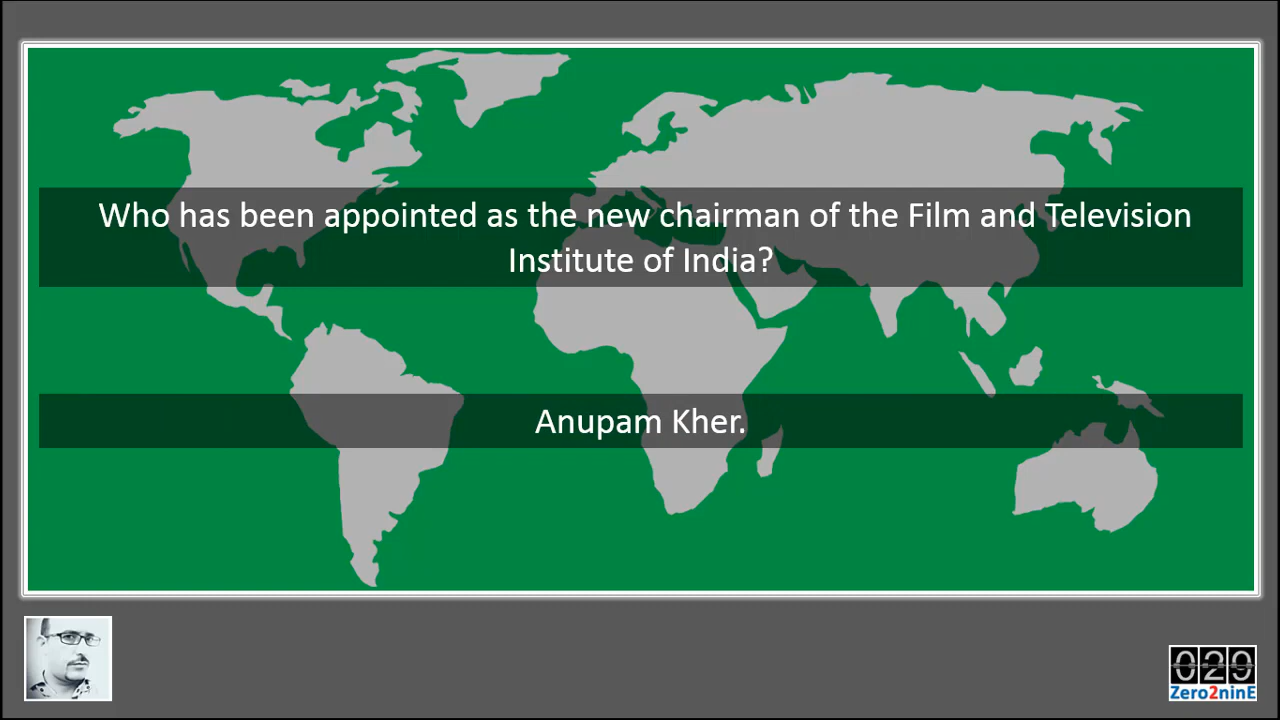 Who has been appointed as the new chairman of the Film and Television
Institute of India?
Anupam Kher.
029
Zero2ninE